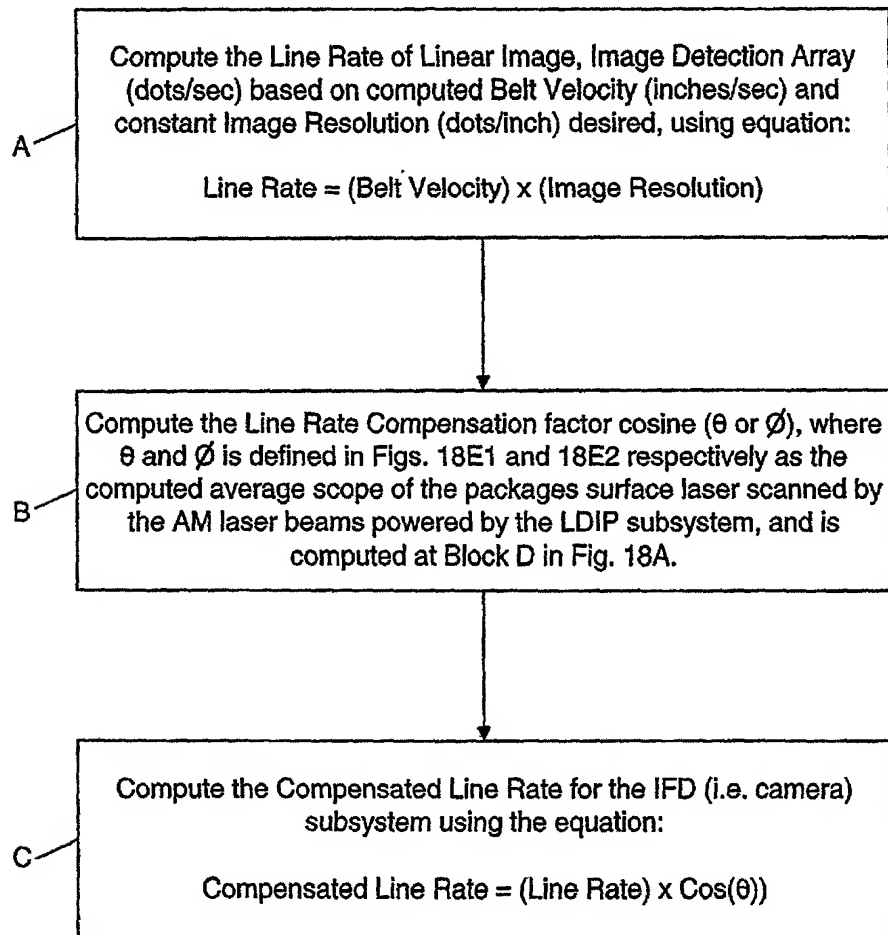 Compute the Line Rate of Linear Image, Image Detection Array
(dots/sec) based on computed Belt Velocity (inches/sec) and
constant Image Resolution (dots/inch) desired, using equation:
A
Line Rate = (Belt Velocity) x (Image Resolution)
Compute the Line Rate Compensation factor cosine (θ or Ø), where
θ and Ø is defined in Figs. 18E1 and 18E2 respectively as the
computed average scope of the packages surface laser scanned by
B
the AM laser beams powered by the LDIP subsystem, and is
computed at Block D in Fig. 18A.
Compute the Compensated Line Rate for the IFD (i.e. camera)
subsystem using the equation:
C
Compensated Line Rate = (Line Rate) x Cos(θ))